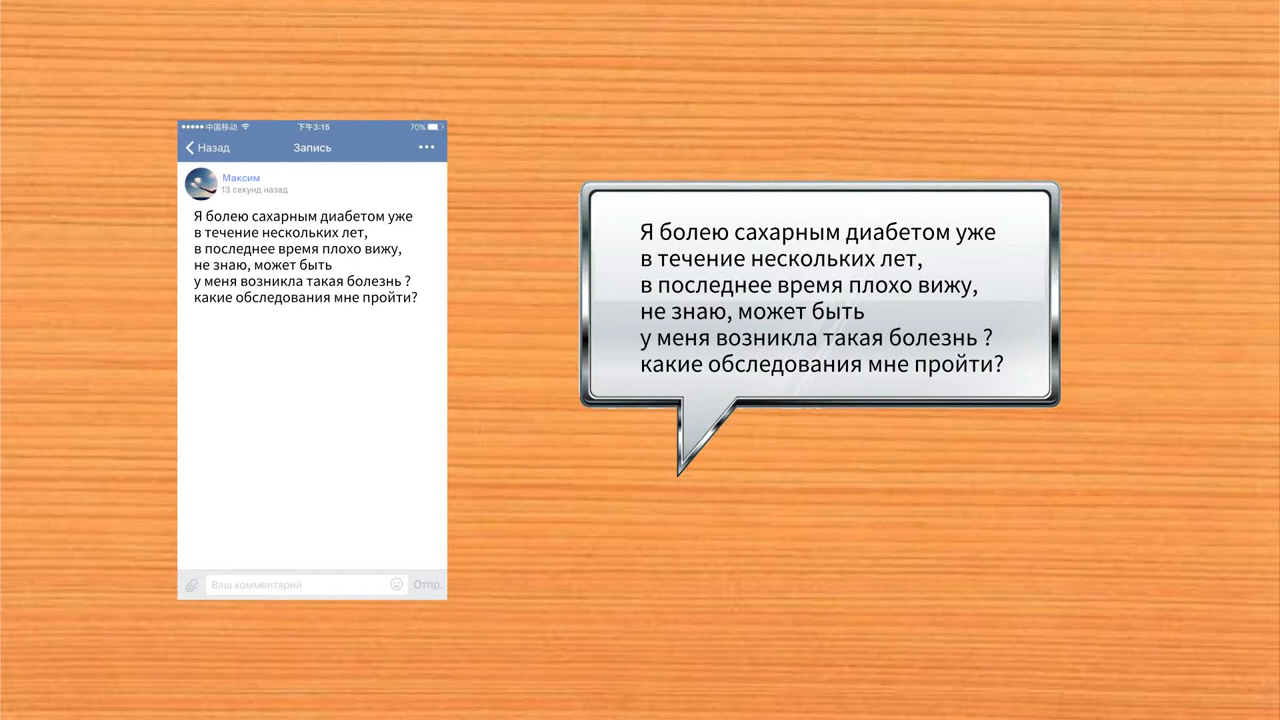 中国移动 下午3:15 70%
Назад Запись
Максим
13 секунд назад
Я болею сахарным диабетом уже
в течение нескольких лет,
в последнее время плохо вижу,
не знаю, может быть
у меня возникла такая болезнь ?
какие обследования мне пройти?
Ваш комментарий Отпр.
Я болею сахарным диабетом уже
в течение нескольких лет,
в последнее время плохо вижу,
не знаю, может быть
у меня возникла такая болезнь ?
какие обследования мне пройти?